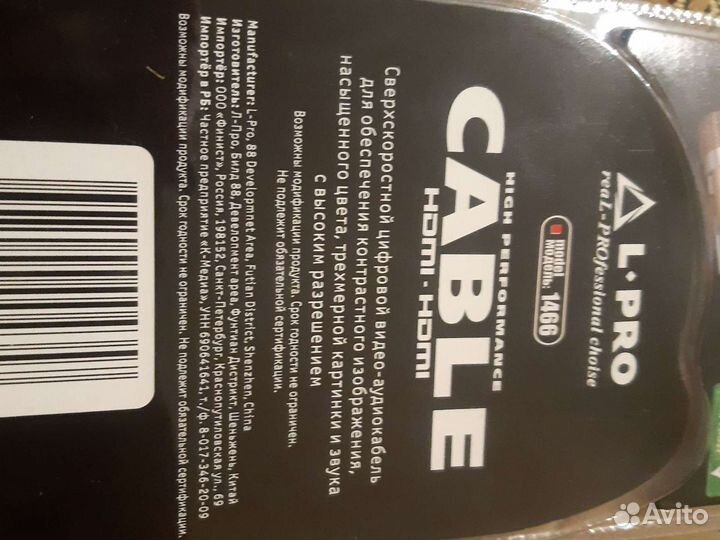 L·PRO
reaL-PROfessional choise
model
модель: 1466
HIGH PERFORMANCE
CABLE
HDMI-HDMI
Сверхскоростной цифровой видео-аудиокабель
для обеспечения контрастного изображения,
насыщенного цвета, трехмерной картинки и звука
с высоким разрешением
Возможны модификации продукта. Срок годности не ограничен.
Не подлежит обязательной сертификации.
Manufacturer: L-Pro, 88 Developmnet Area, Futian District, Shenzhen, China
Изготовитель: Л-Про, Билд 88, Девелопмент ареа, Фунтиан Дистрикт, Шеньжень, Китай
Импортёр: ООО «Финист», Россия, 198152, Санкт-Петербург, Краснопутиловская ул., 69
Импортёр в РБ: Частное предприятие «К-Медиа», УНН 690641641, т./ф. 8-017-346-20-09
Возможны модификации продукта. Срок годности не ограничен. Не подлежит обязательной сертификации.
Avito